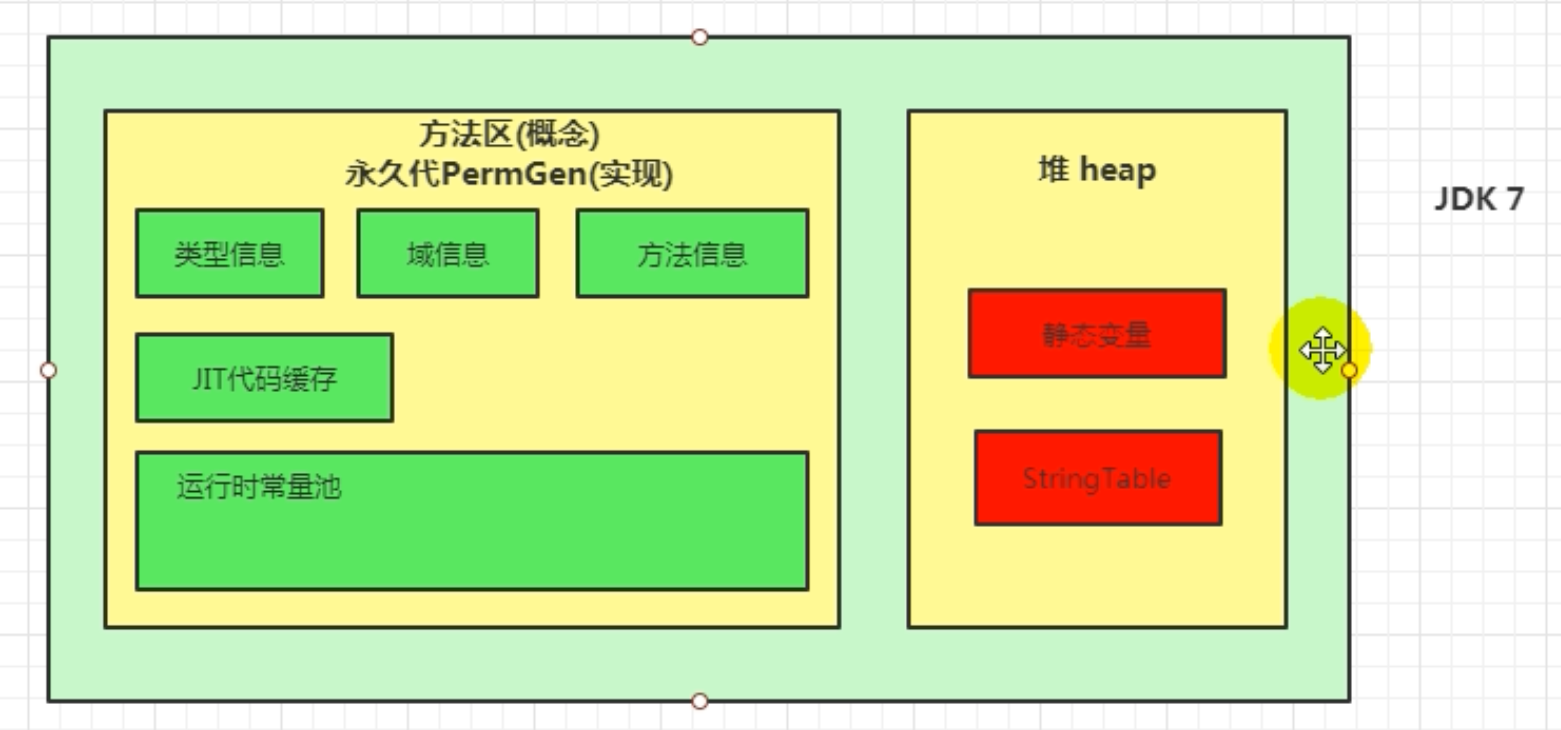 方法区(概念)
永久代PermGen(实现)
类型信息
域信息
方法信息
JIT代码缓存
运行时常量池
堆 heap
静态变量
StringTable
JDK 7